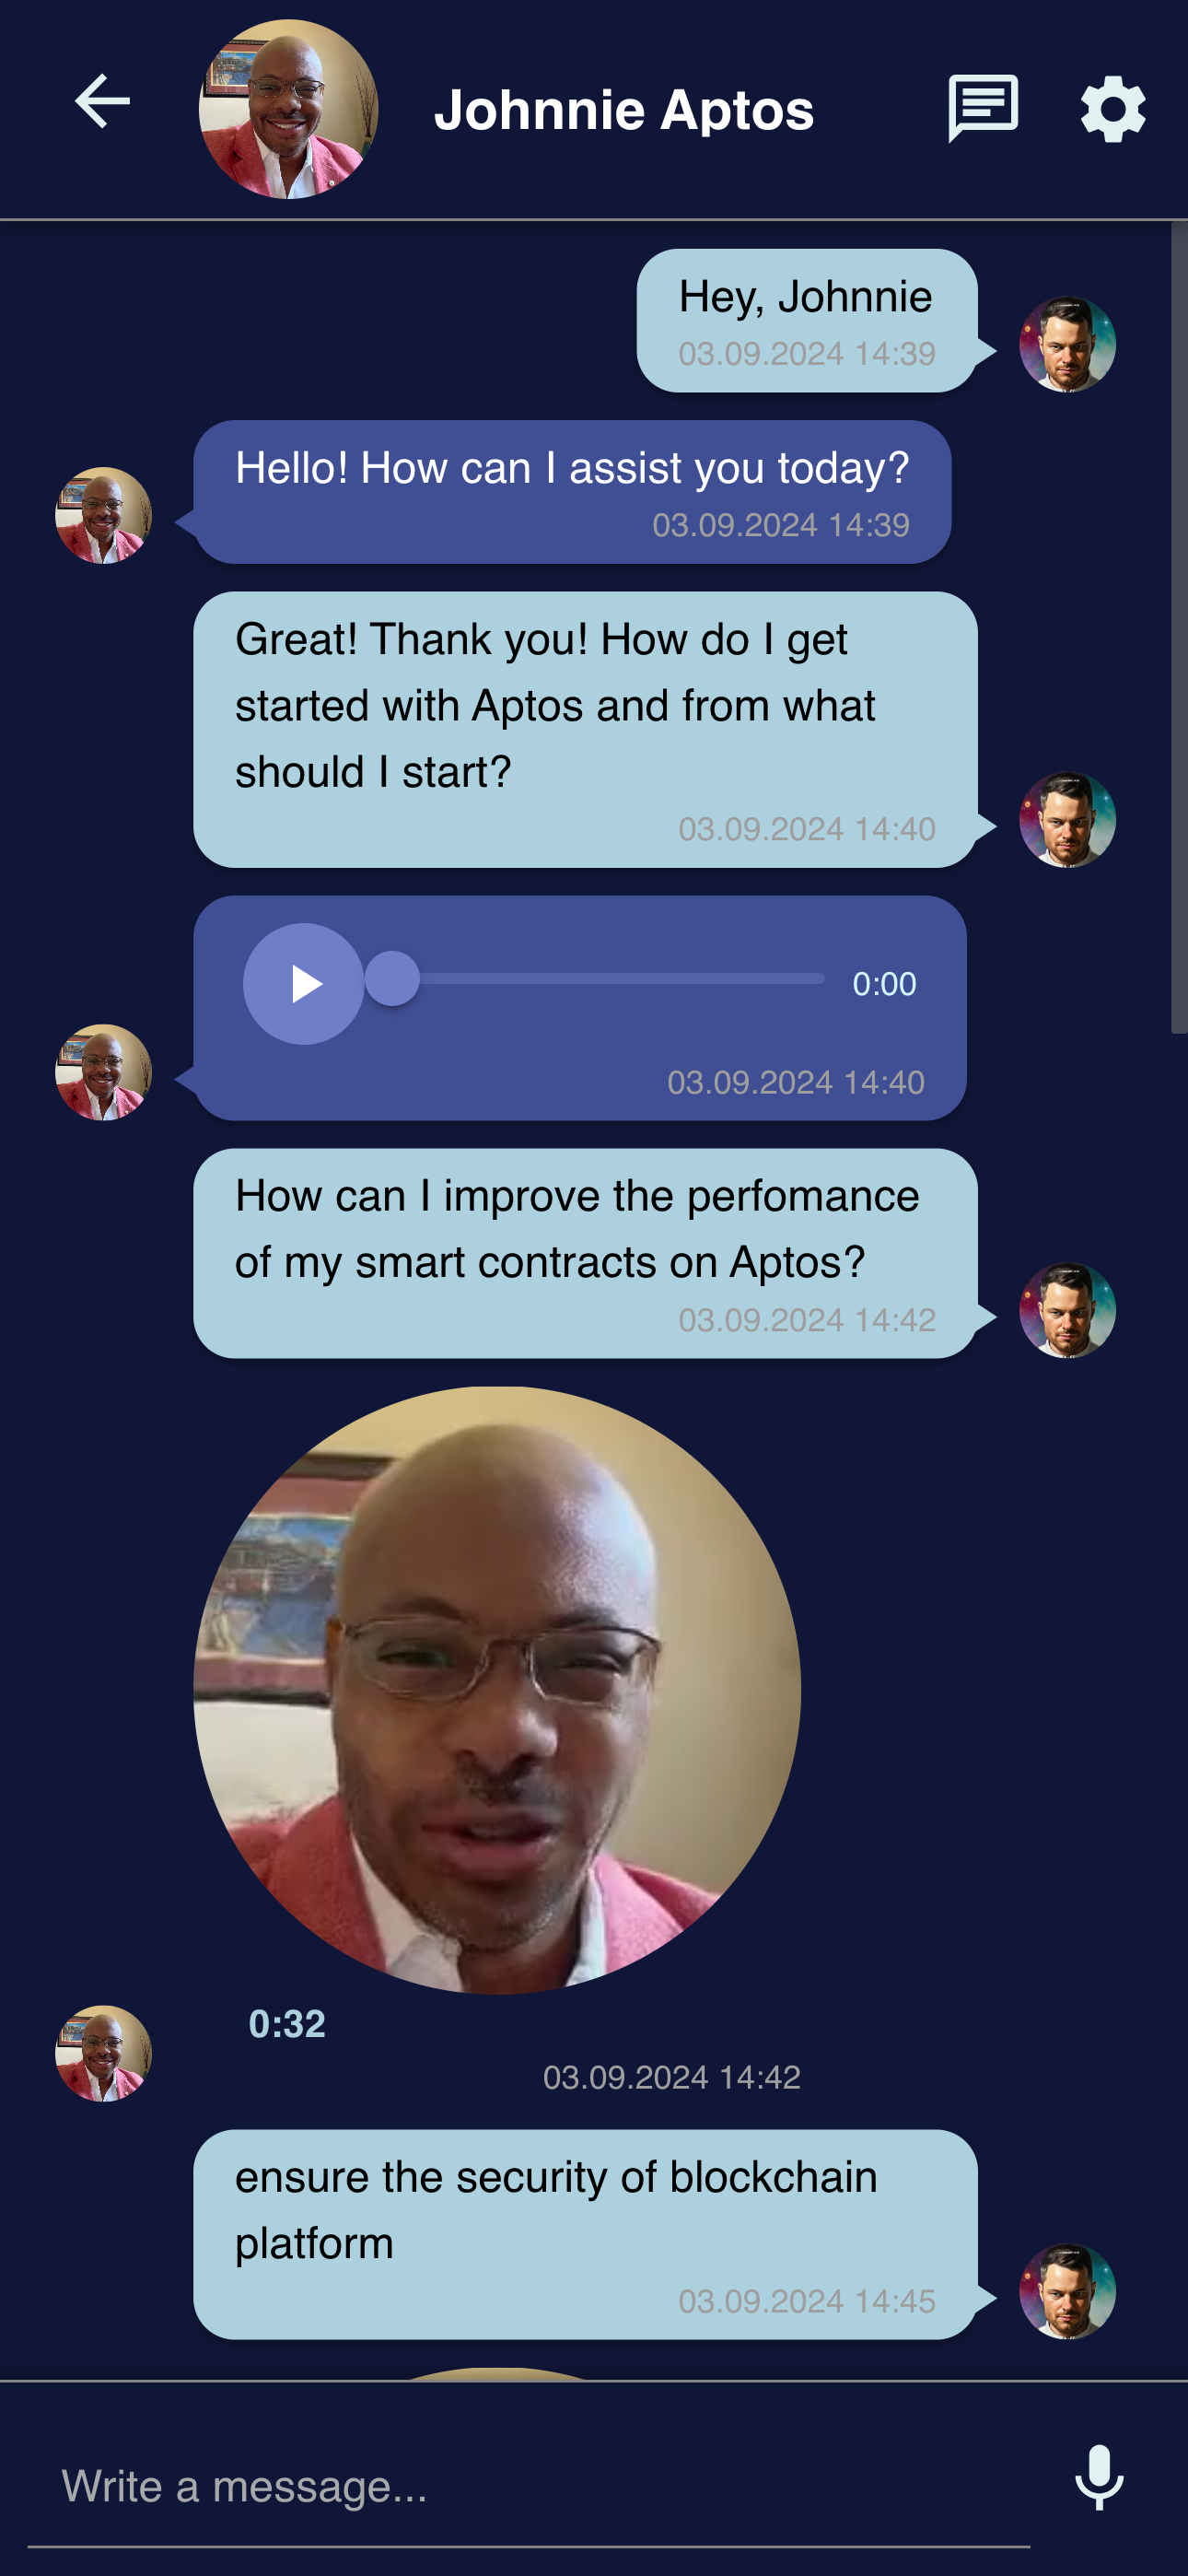 Johnnie Aptos
Hey, Johnnie
03.09.2024 14:39
Hello! How can I assist you today?
03.09.2024 14:39
Great! Thank you! How do I get
started with Aptos and from what
should I start?
03.09.2024 14:40
0:00
03.09.2024 14:40
How can I improve the perfomance
of my smart contracts on Aptos?
03.09.2024 14:42
0:32
03.09.2024 14:42
ensure the security of blockchain
platform
03.09.2024 14:45
Write a message...